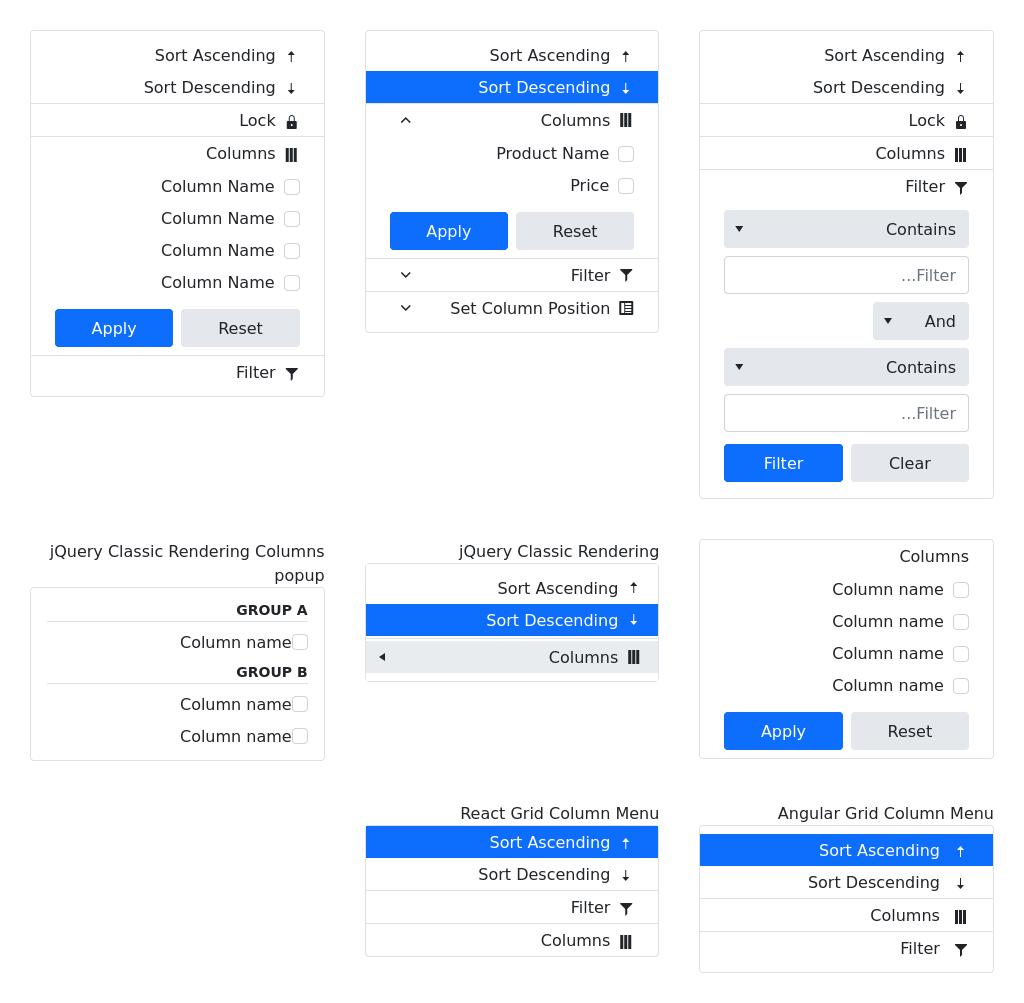 Sort Ascending
Sort Descending
Lock
Columns
Column Name
Column Name
Column Name
Column Name
Apply
Reset
Filter
Sort Ascending
Sort Descending
Columns
Product Name
Price
Apply
Reset
Filter
Set Column Position
Sort Ascending
Sort Descending
Lock
Columns
Filter
Contains
...Filter
And
Contains
...Filter
Filter
Clear
jQuery Classic Rendering Columns
popup
GROUP A
Column name
GROUP B
Column name
Column name
jQuery Classic Rendering
Sort Ascending
Sort Descending
Columns
Columns
Column name
Column name
Column name
Column name
Apply
Reset
React Grid Column Menu
Sort Ascending
Sort Descending
Filter
Columns
Angular Grid Column Menu
Sort Ascending
Sort Descending
Columns
Filter